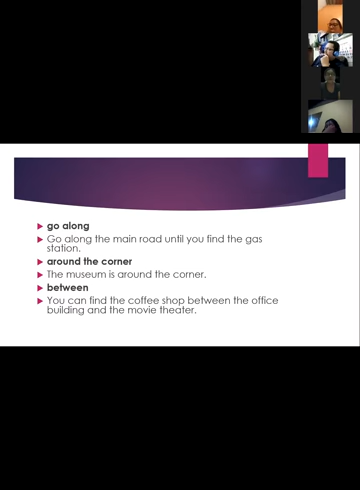 go along
Go along the main road until you find the gas
station.
around the corner
The museum is around the corner.
between
You can find the coffee shop between the office
building and the movie theater.